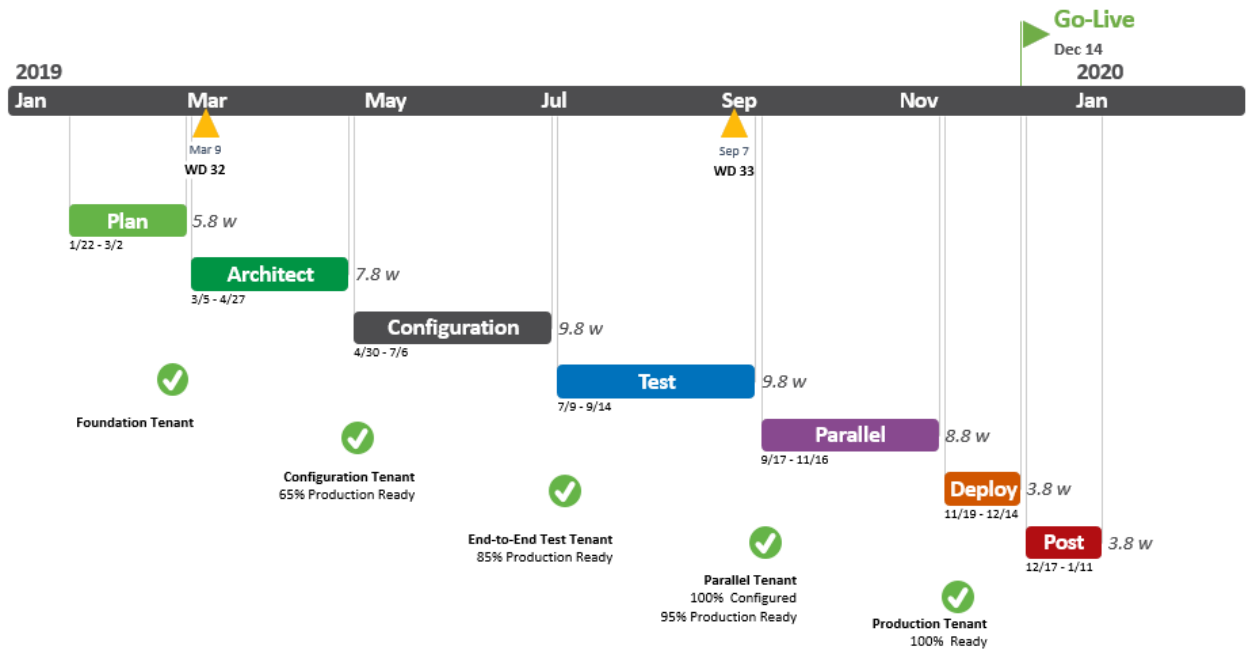 Go-Live
Dec 14
2019
2020
Jan Mar May Jul Sep Nov Jan
Mar 9
WD 32
Sep 7
WD 33
Plan 5.8 w
1/22 - 3/2
Architect 7.8 w
3/5 - 4/27
Configuration 9.8 w
4/30 - 7/6
Test 9.8 w
7/9 - 9/14
Foundation Tenant
Parallel 8.8 w
9/17 - 11/16
Configuration Tenant
65% Production Ready
Deploy 3.8 w
11/19 - 12/14
End-to-End Test Tenant
85% Production Ready
Post 3.8 w
12/17 - 1/11
Parallel Tenant
100% Configured
95% Production Ready
Production Tenant
100% Ready